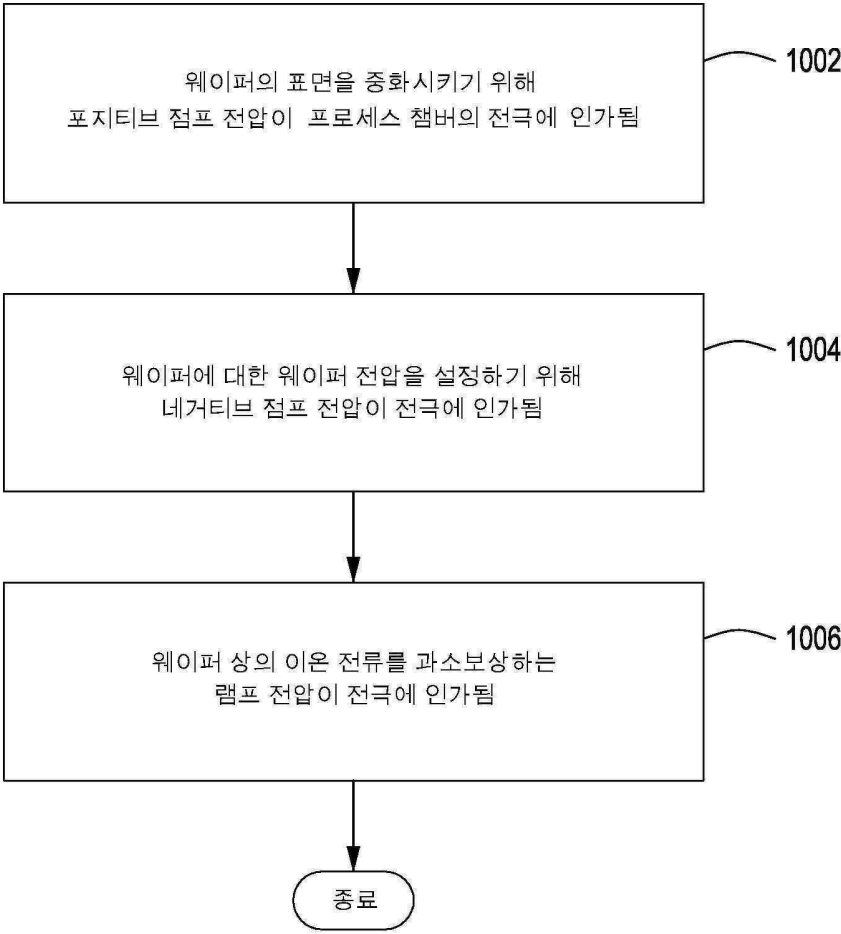 웨이퍼의 표면을 중화시키기 위해
포지티브 점프 전압이 프로세스 챔버의 전극에 인가됨
1002
웨이퍼에 대한 웨이퍼 전압을 설정하기 위해
네거티브 점프 전압이 전극에 인가됨
1004
웨이퍼 상의 이온 전류를 과소보상하는
램프 전압이 전극에 인가됨
1006
종료